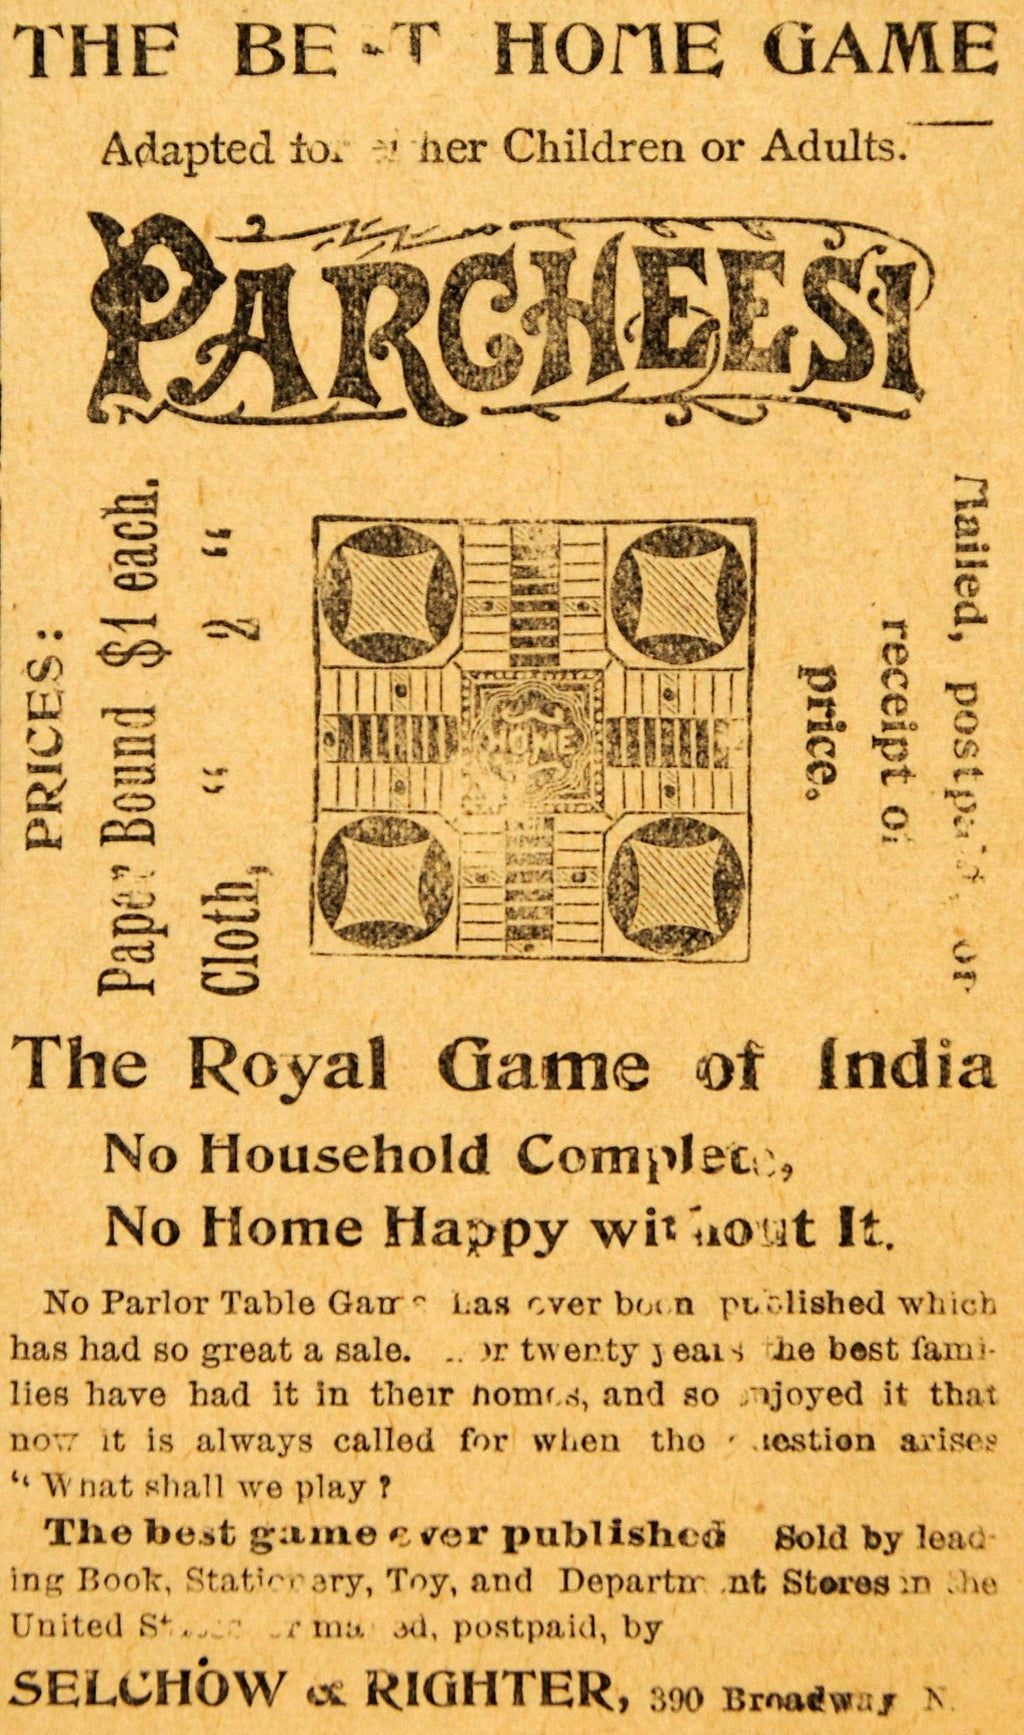 THE BEST HOME GAME
Adapted for either Children or Adults.
PARCHEESI
PRICES:
Paper Bound $1 each.
Cloth, “ 2 “
HOME
Mailed, postpaid, on
receipt of
price.
The Royal Game of India
No Household Complete,
No Home Happy without It.
No Parlor Table Game has ever been published which
has had so great a sale. For twenty years the best fami-
lies have had it in their homes, and so enjoyed it that
now it is always called for when the question arises
“ What shall we play?
The best game ever published Sold by lead-
ing Book, Stationery, Toy, and Department Stores in the
United States or mailed, postpaid, by
SELCHOW & RIGHTER, 390 Broadway N